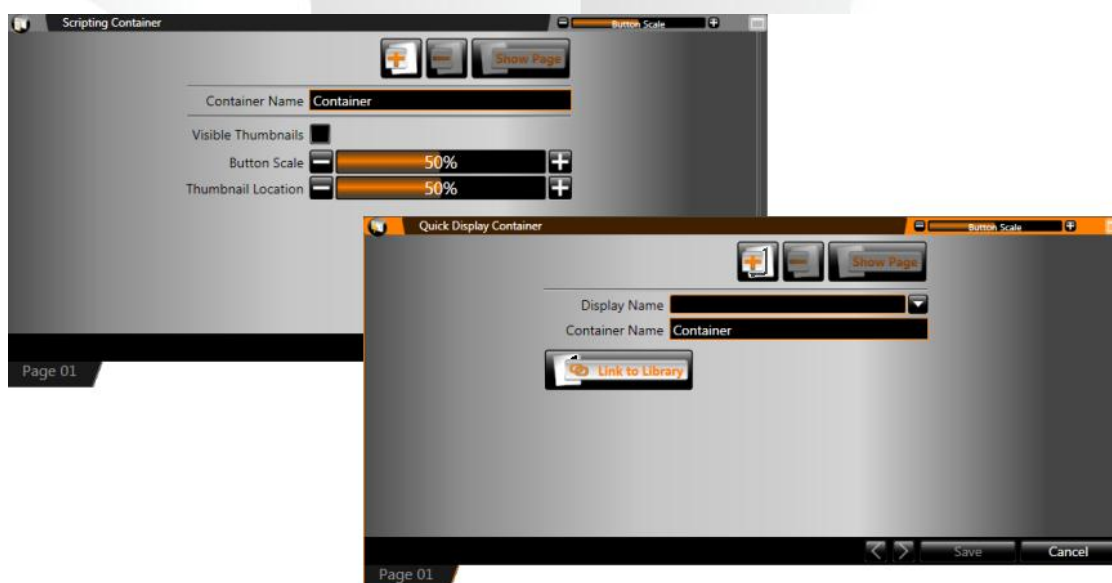 Scripting Container
Button Scale
Show Page
Container Name Container
Visible Thumbnails
Button Scale 50%
Thumbnail Location 50%
Page 01
Quick Display Container
Button Scale
Show Page
Display Name
Container Name Container
Link to Library
Save Cancel
Page 01